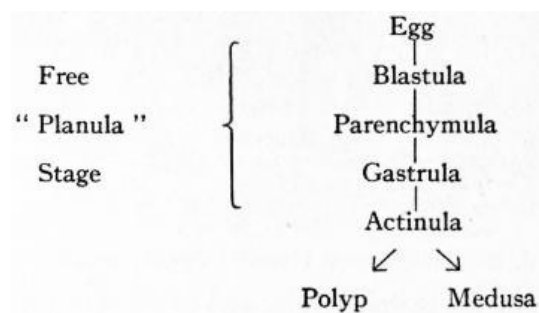 Egg
Free Blastula
“ Planula ” Parenchymula
Stage Gastrula
Actinula
Polyp Medusa